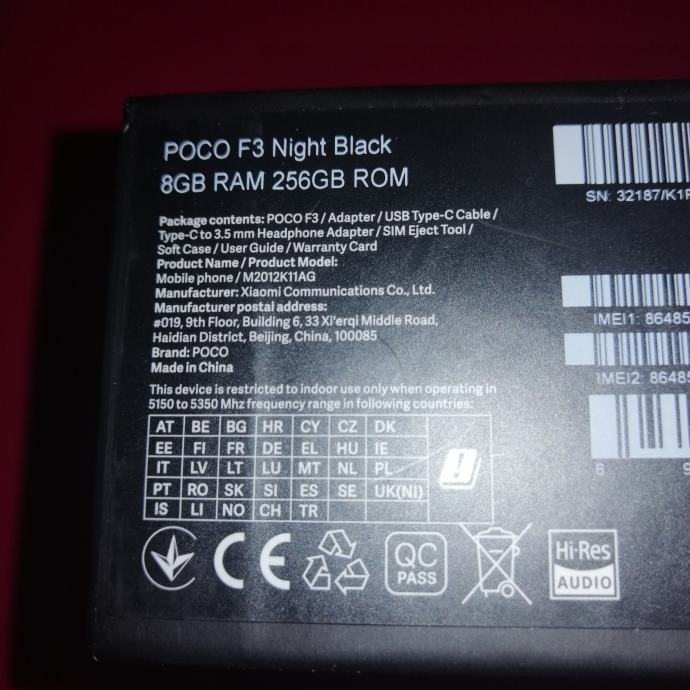 POCO F3 Night Black
8GB RAM 256GB ROM
Package contents: POCO F3 / Adapter / USB Type-C Cable /
Type-C to 3.5 mm Headphone Adapter / SIM Eject Tool /
Soft Case / User Guide / Warranty Card
Product Name / Product Model:
Mobile phone / M2012K11AG
Manufacturer: Xiaomi Communications Co., Ltd.
Manufacturer postal address:
#019, 9th Floor, Building 6, 33 Xi'erqi Middle Road,
Haidian District, Beijing, China, 100085
Brand: POCO
Made in China
This device is restricted to indoor use only when operating in
5150 to 5350 Mhz frequency range in following countries:
AT BE BG HR CY CZ DK
EE FI FR DE EL HU IE
IT LV LT LU MT NL PL
PT RO SK SI ES SE UK(NI)
IS LI NO CH TR
CE
QC
PASS
Hi-Res
AUDIO
SN: 32187/K1
IMEI1: 86485
IMEI2: 86485
6 9